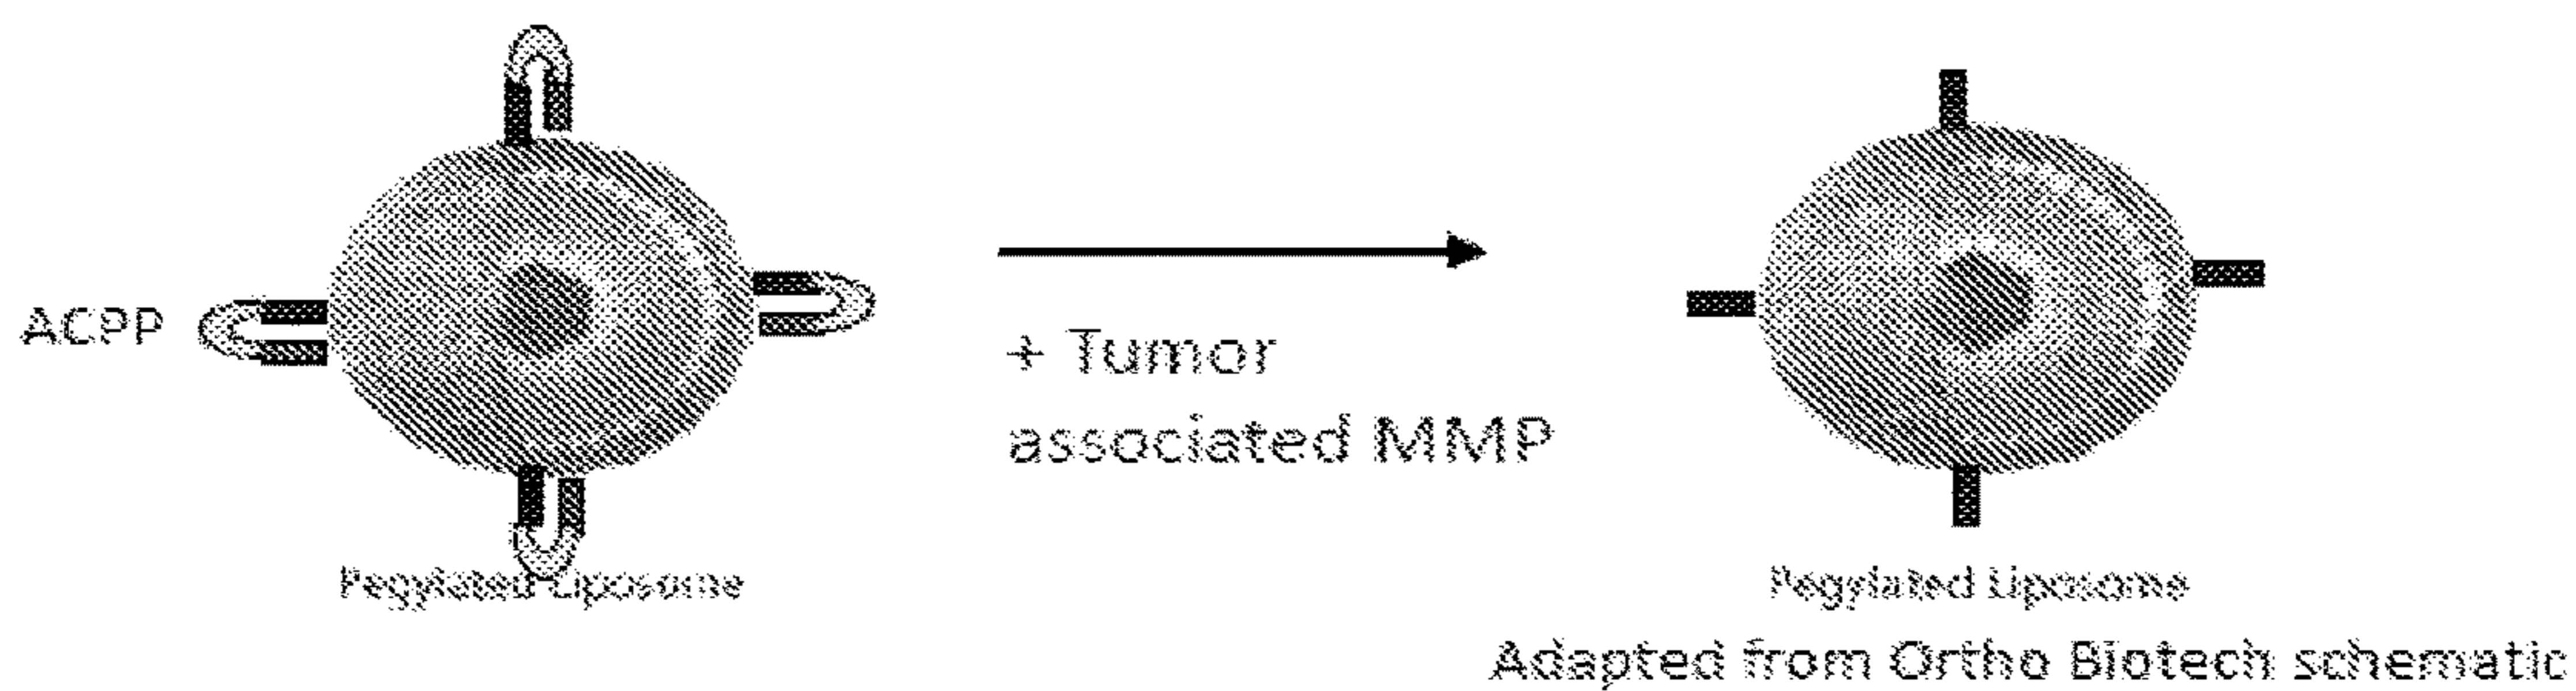 ACPP
+ Tumor
associated MMP
Pegylated Liposome
Pegylated Liposome
Adapted from Ortho Biotech schematic